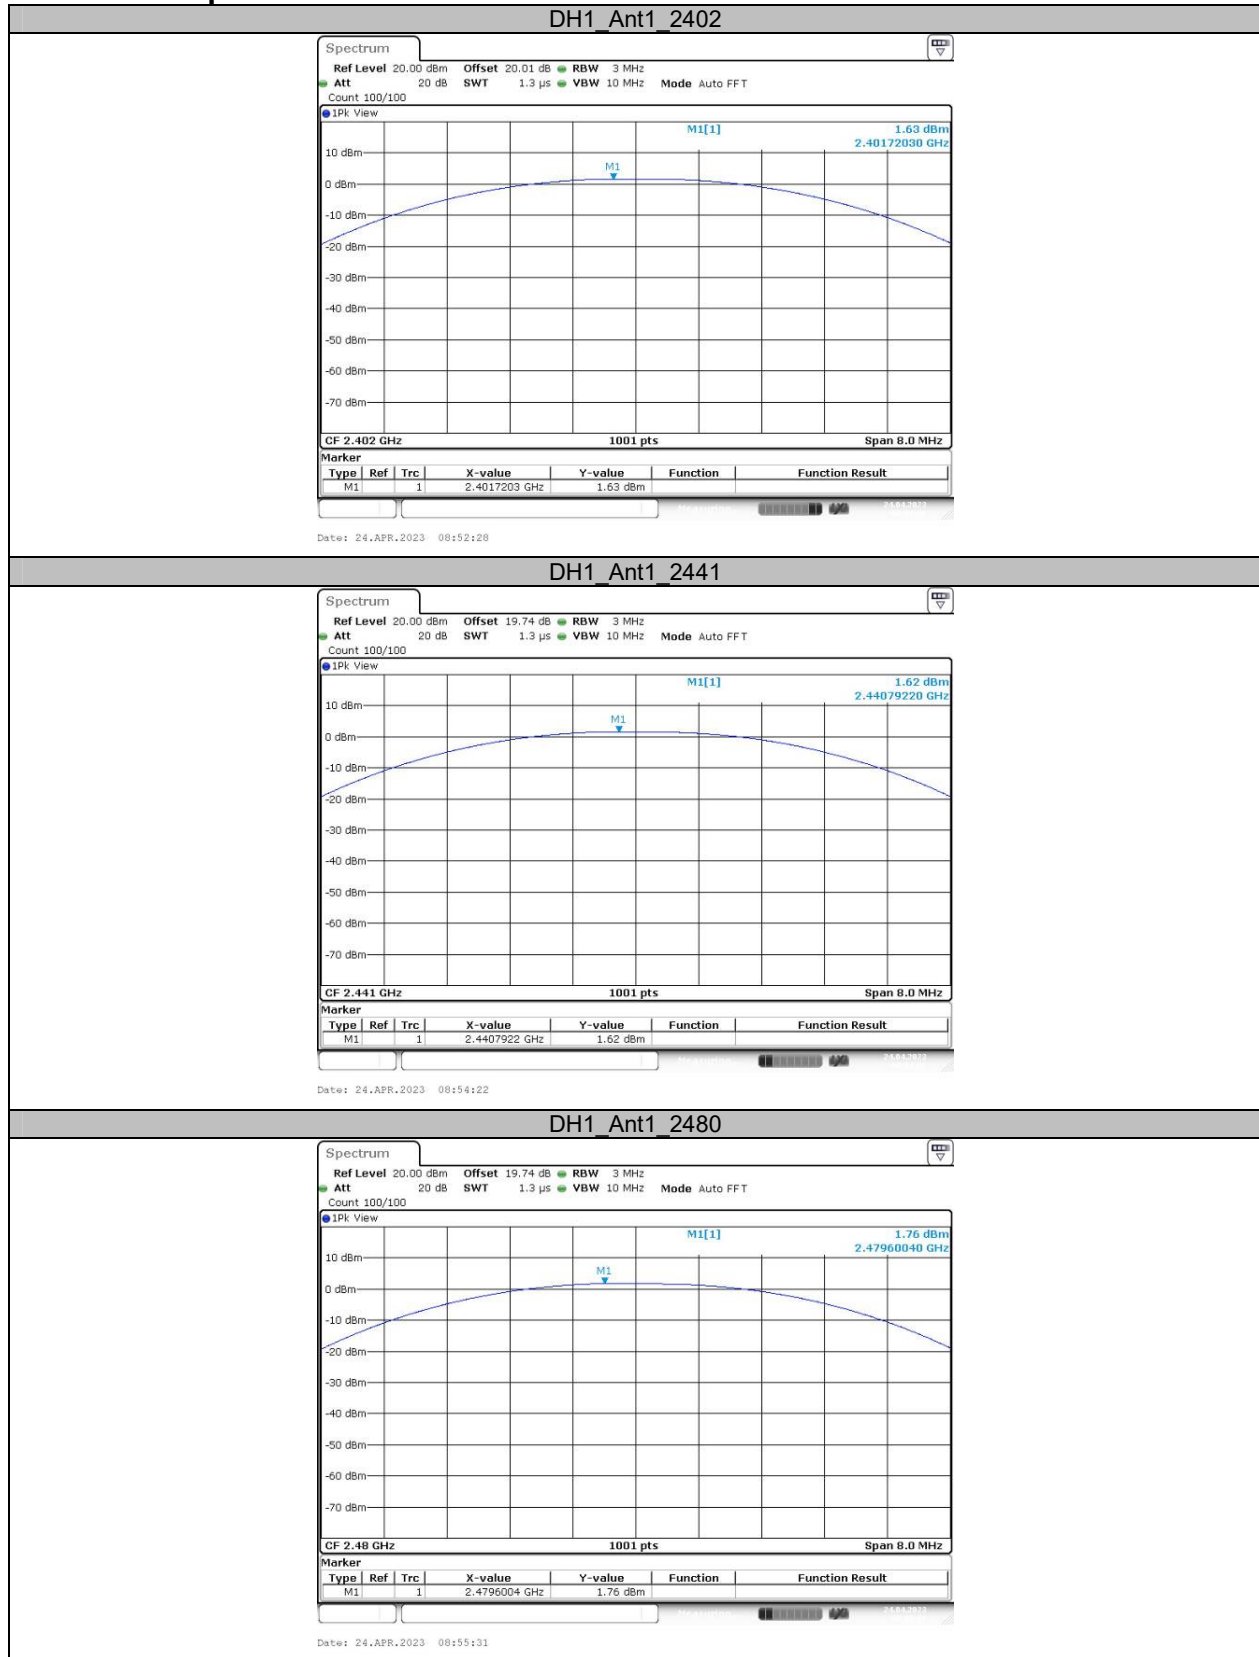 DH1_Ant1_2402
Spectrum
Ref Level 20.00 dBm Offset 20.01 dB RBW 3 MHz
Att 20 dB SWT 1.3 µs VBW 10 MHz Mode Auto FFT
Count 100/100
1Pk View
M1[1] 1.63 dBm
2.40172030 GHz
10 dBm
M1
0 dBm
-10 dBm
-20 dBm
-30 dBm
-40 dBm
-50 dBm
-60 dBm
-70 dBm
CF 2.402 GHz 1001 pts Span 8.0 MHz
Marker
Type Ref Trc X-value Y-value Function Function Result
M1 1 2.4017203 GHz 1.63 dBm
Date: 24.APR.2023 08:52:28
DH1_Ant1_2441
Spectrum
Ref Level 20.00 dBm Offset 19.74 dB RBW 3 MHz
Att 20 dB SWT 1.3 µs VBW 10 MHz Mode Auto FFT
Count 100/100
1Pk View
M1[1] 1.62 dBm
2.44079220 GHz
10 dBm
M1
0 dBm
-10 dBm
-20 dBm
-30 dBm
-40 dBm
-50 dBm
-60 dBm
-70 dBm
CF 2.441 GHz 1001 pts Span 8.0 MHz
Marker
Type Ref Trc X-value Y-value Function Function Result
M1 1 2.4407922 GHz 1.62 dBm
Date: 24.APR.2023 08:54:22
DH1_Ant1_2480
Spectrum
Ref Level 20.00 dBm Offset 19.74 dB RBW 3 MHz
Att 20 dB SWT 1.3 µs VBW 10 MHz Mode Auto FFT
Count 100/100
1Pk View
M1[1] 1.76 dBm
2.47960040 GHz
10 dBm
M1
0 dBm
-10 dBm
-20 dBm
-30 dBm
-40 dBm
-50 dBm
-60 dBm
-70 dBm
CF 2.48 GHz 1001 pts Span 8.0 MHz
Marker
Type Ref Trc X-value Y-value Function Function Result
M1 1 2.4796004 GHz 1.76 dBm
Date: 24.APR.2023 08:55:31